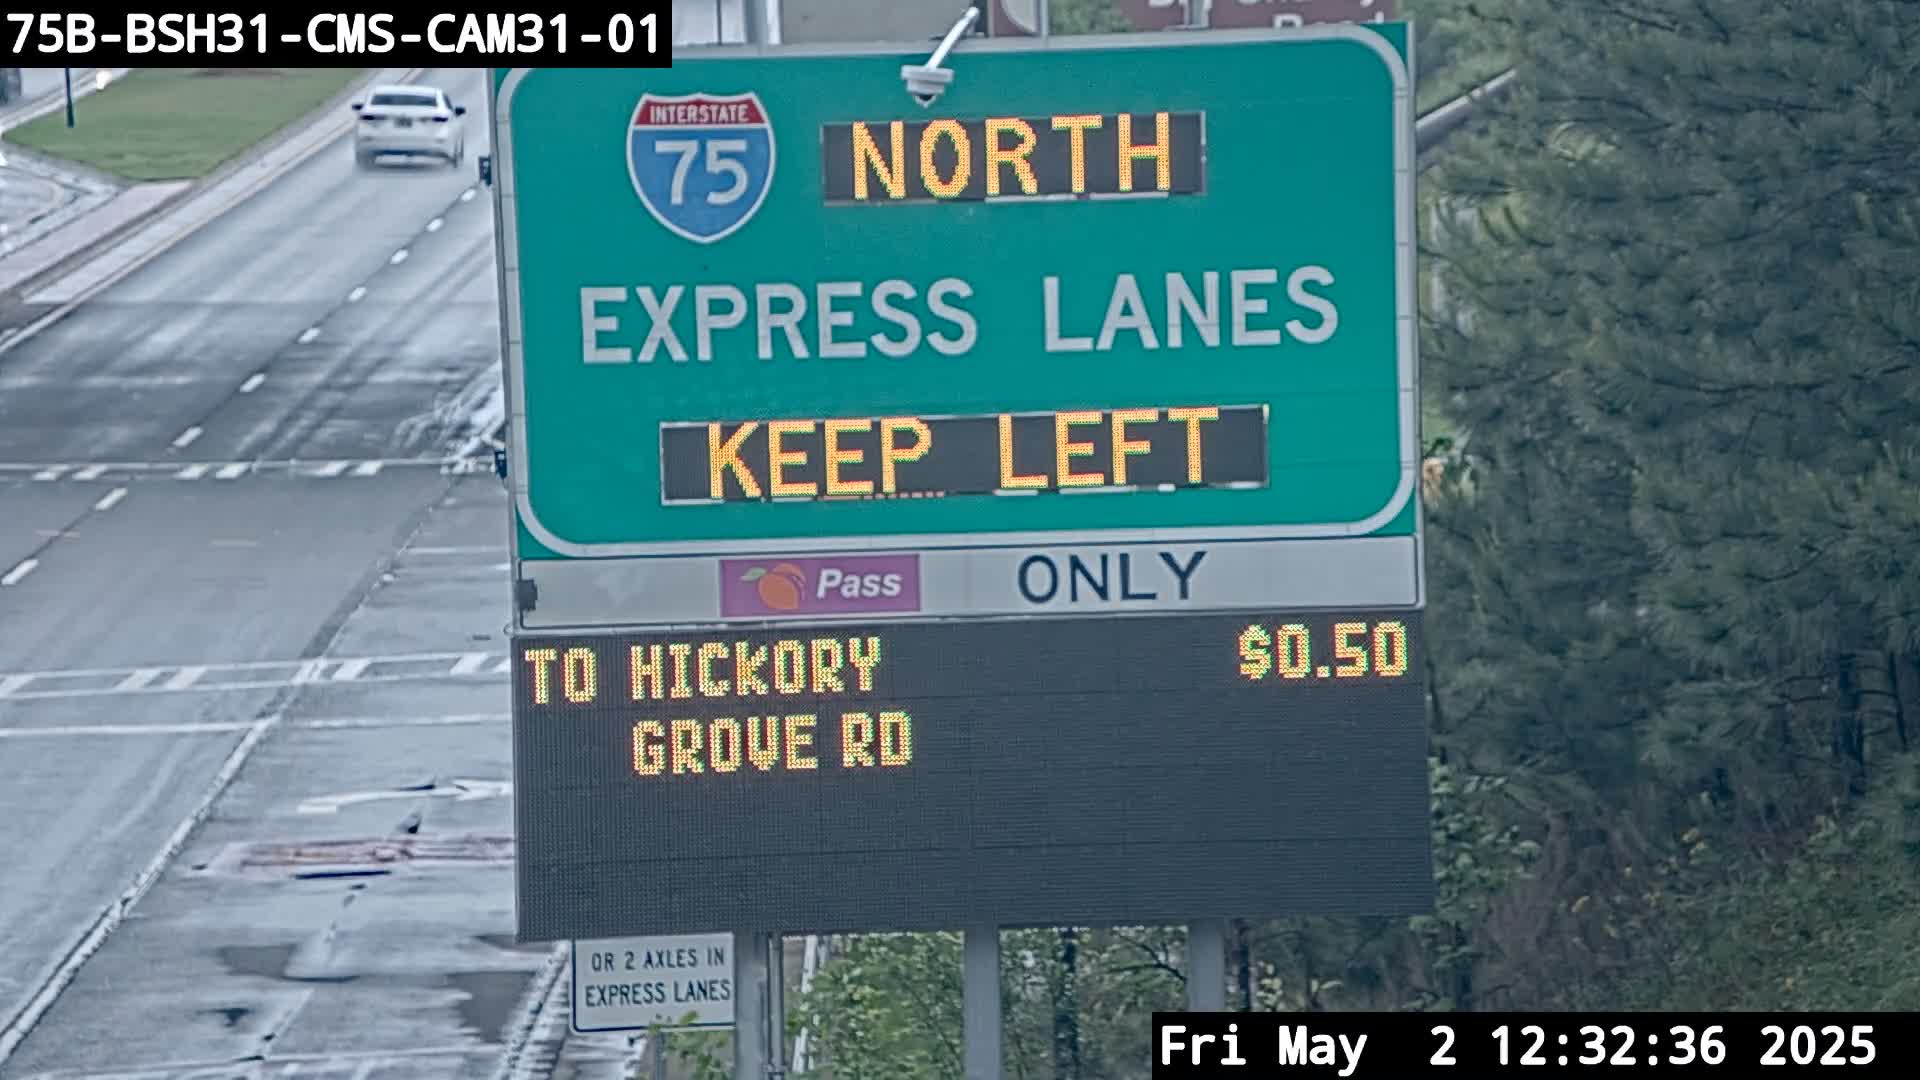 75B-BSH31-CMS-CAM31-01
INTERSTATE
75
NORTH
EXPRESS LANES
KEEP LEFT
Pass ONLY
TO HICKORY $0.50
GROVE RD
OR 2 AXLES IN
EXPRESS LANES
Fri May 2 12:32:36 2025